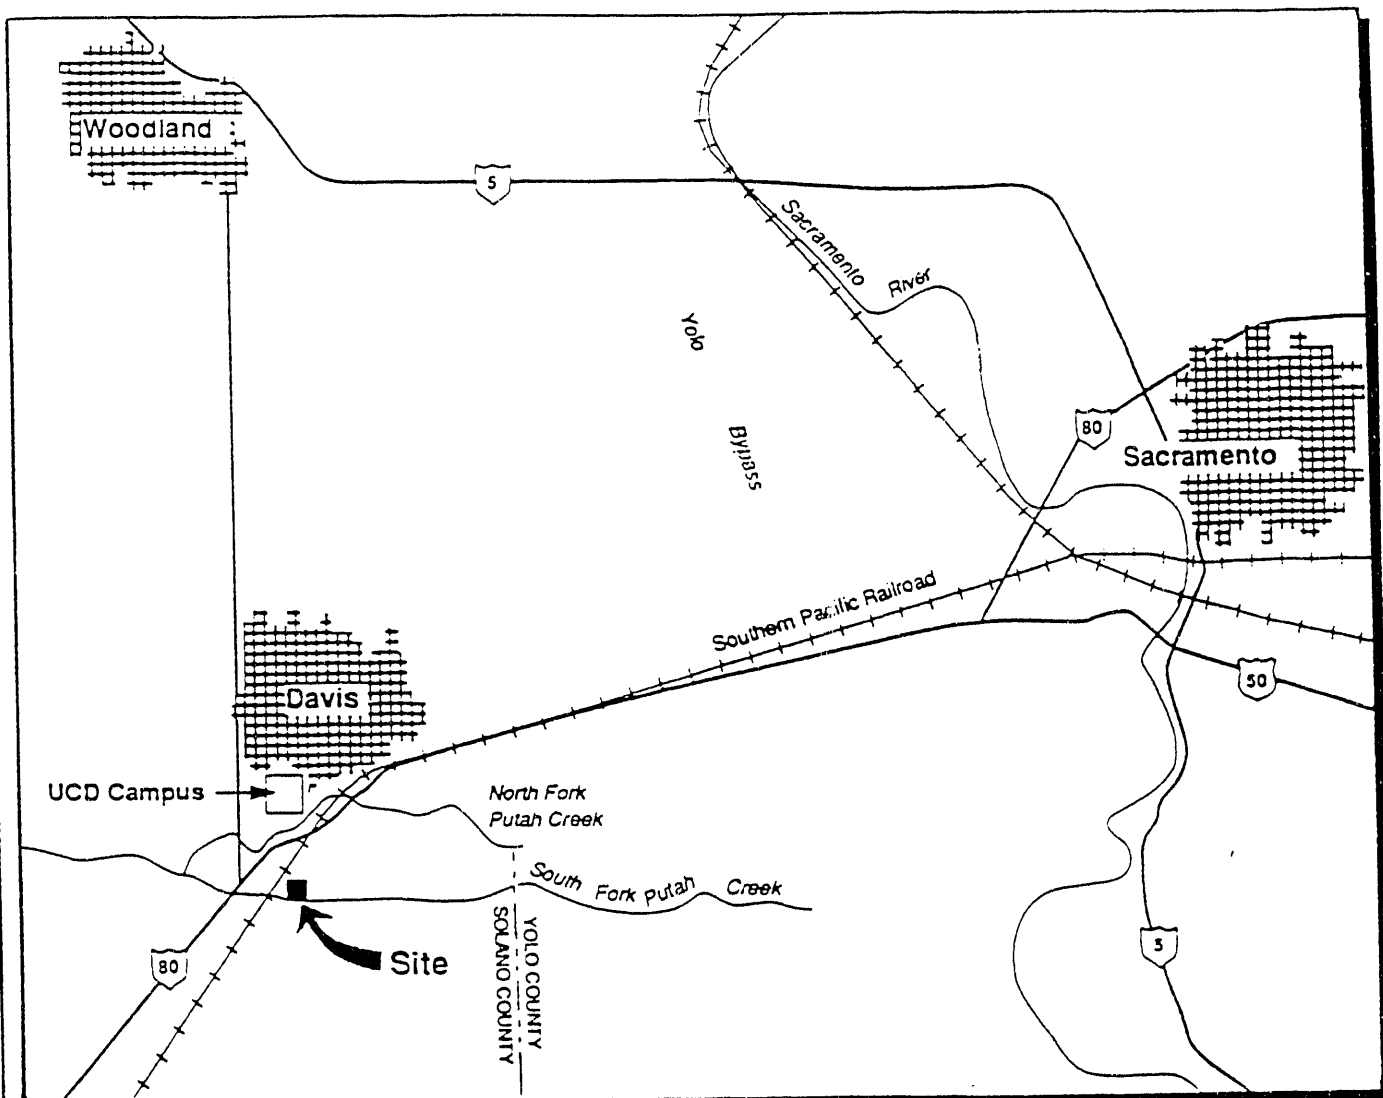 Woodland
5
Sacramento
River
Yolo
Bypass
80
Sacramento
Southern Pacific Railroad
50
Davis
UCD Campus
North Fork
Putah Creek
South Fork Putah Creek
SOLANO COUNTY
YOLO COUNTY
5
80
Site